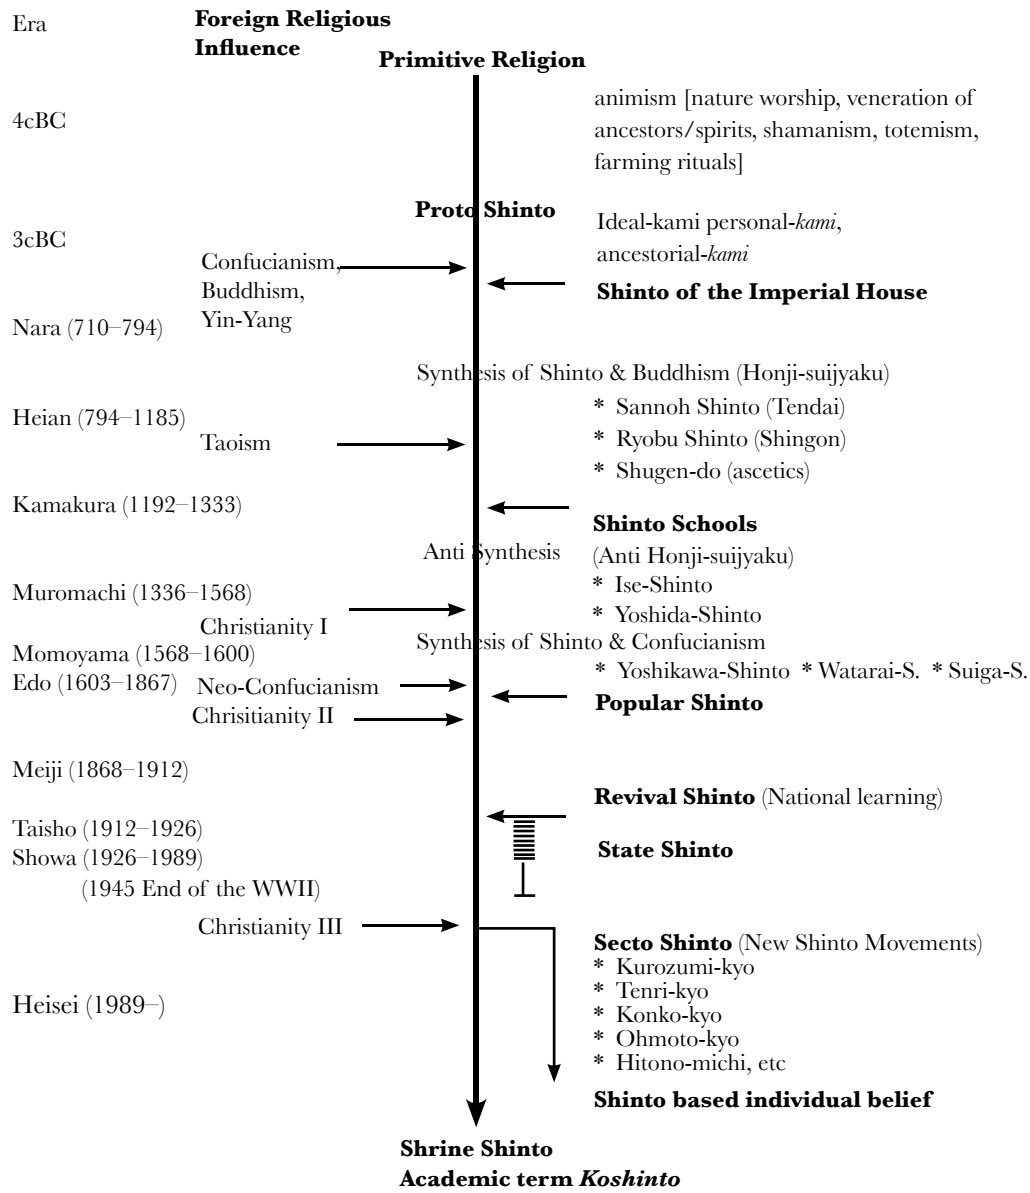 Era
Foreign Religious
Influence
Primitive Religion
4cBC
animism [nature worship, veneration of
ancestors/spirits, shamanism, totemism,
farming rituals]
Proto Shinto
3cBC
Ideal-kami personal-kami,
ancestorial-kami
Confucianism,
Buddhism,
Yin-Yang
Shinto of the Imperial House
Nara (710–794)
Synthesis of Shinto & Buddhism (Honji-suijyaku)
* Sannoh Shinto (Tendai)
Heian (794–1185)
Taoism
* Ryobu Shinto (Shingon)
* Shugen-do (ascetics)
Kamakura (1192–1333)
Shinto Schools
Anti Synthesis
(Anti Honji-suijyaku)
* Ise-Shinto
Muromachi (1336–1568)
* Yoshida-Shinto
Christianity I
Synthesis of Shinto & Confucianism
Momoyama (1568–1600)
* Yoshikawa-Shinto * Watarai-S. * Suiga-S.
Edo (1603–1867)
Neo-Confucianism
Popular Shinto
Chrisitianity II
Meiji (1868–1912)
Revival Shinto (National learning)
Taisho (1912–1926)
Showa (1926–1989)
State Shinto
(1945 End of the WWII)
Christianity III
Secto Shinto (New Shinto Movements)
* Kurozumi-kyo
* Tenri-kyo
Heisei (1989–)
* Konko-kyo
* Ohmoto-kyo
* Hitono-michi, etc
Shinto based individual belief
Shrine Shinto
Academic term Koshinto